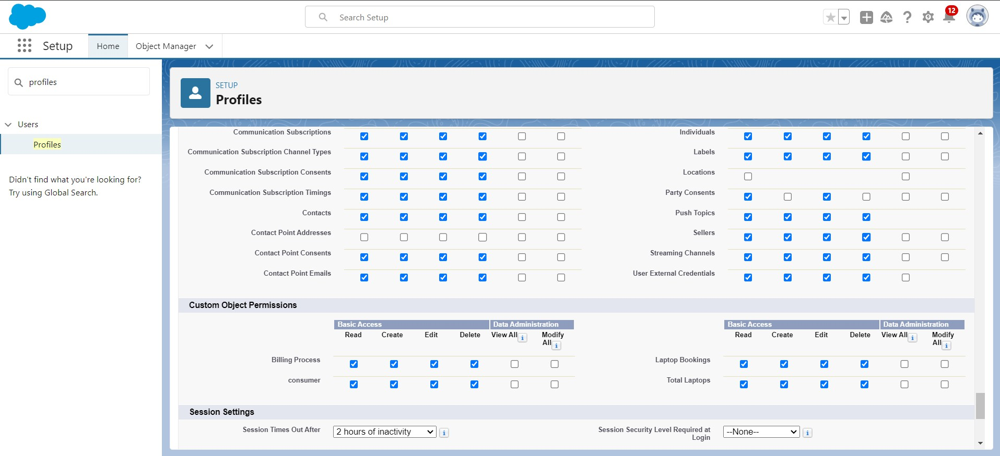 Search Setup
12
Setup
Home
Object Manager
profiles
Users
Profiles
Didn't find what you're looking for?
Try using Global Search.
SETUP
Profiles
Communication Subscriptions
Individuals
Communication Subscription Channel Types
Labels
Communication Subscription Consents
Locations
Communication Subscription Timings
Party Consents
Contacts
Push Topics
Contact Point Addresses
Sellers
Contact Point Consents
Streaming Channels
Contact Point Emails
User External Credentials
Custom Object Permissions
Basic Access Data Administration
Read Create Edit Delete View All i Modify
All i
Basic Access Data Administration
Read Create Edit Delete View All i Modify
All i
Billing Process
Laptop Bookings
consumer
Total Laptops
Session Settings
Session Times Out After 2 hours of inactivity i
Session Security Level Required at
Login
--None-- i